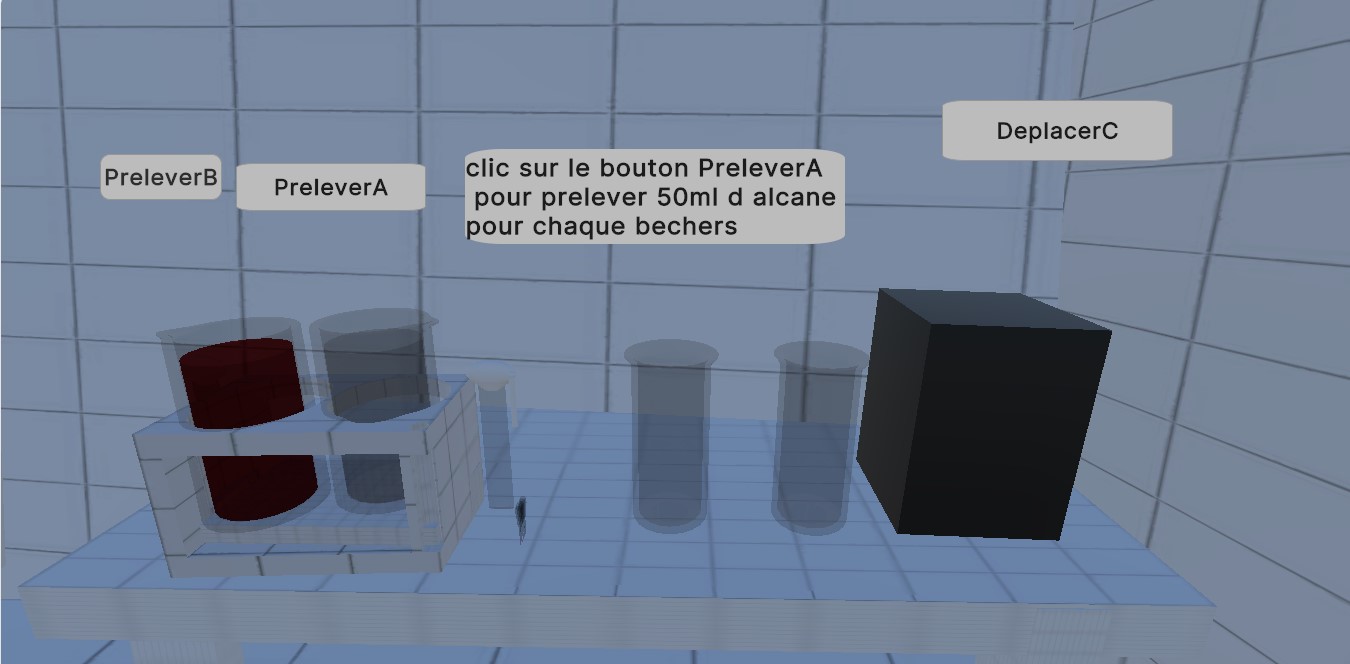 PreleverB
PreleverA
clic sur le bouton PreleverA
pour prelever 50ml d alcane
pour chaque bechers
DeplacerC